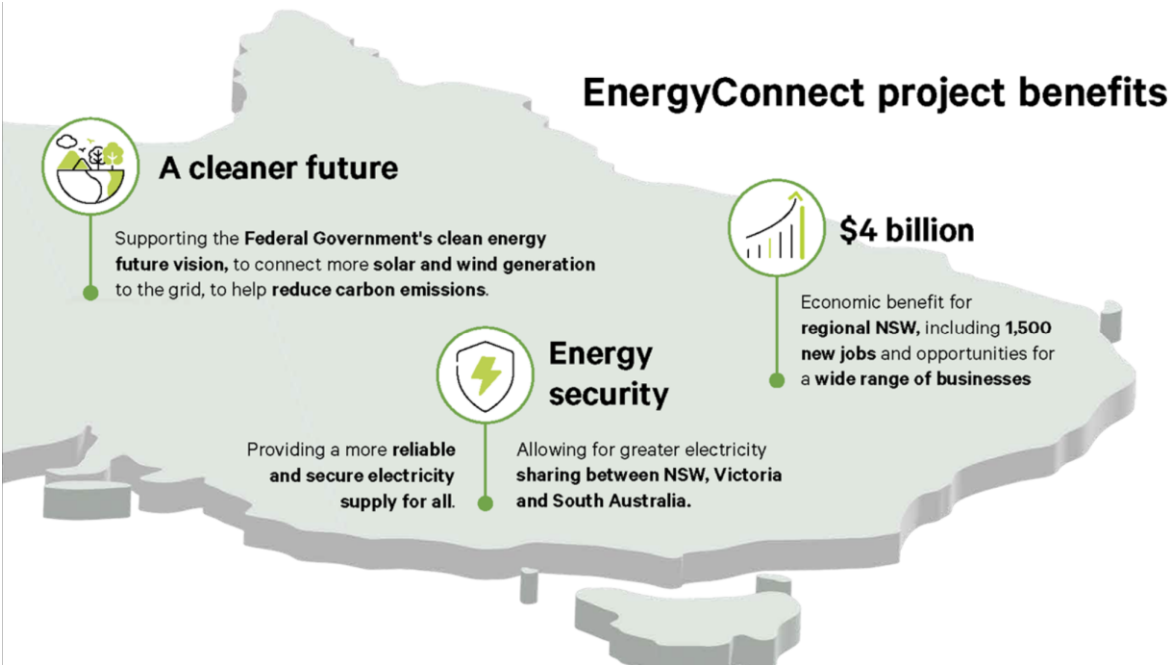 EnergyConnect project benefits
A cleaner future
Supporting the Federal Government's clean energy
future vision, to connect more solar and wind generation
to the grid, to help reduce carbon emissions.
$4 billion
Economic benefit for
regional NSW, including 1,500
new jobs and opportunities for
a wide range of businesses
Energy
security
Providing a more reliable
and secure electricity
supply for all.
Allowing for greater electricity
sharing between NSW, Victoria
and South Australia.